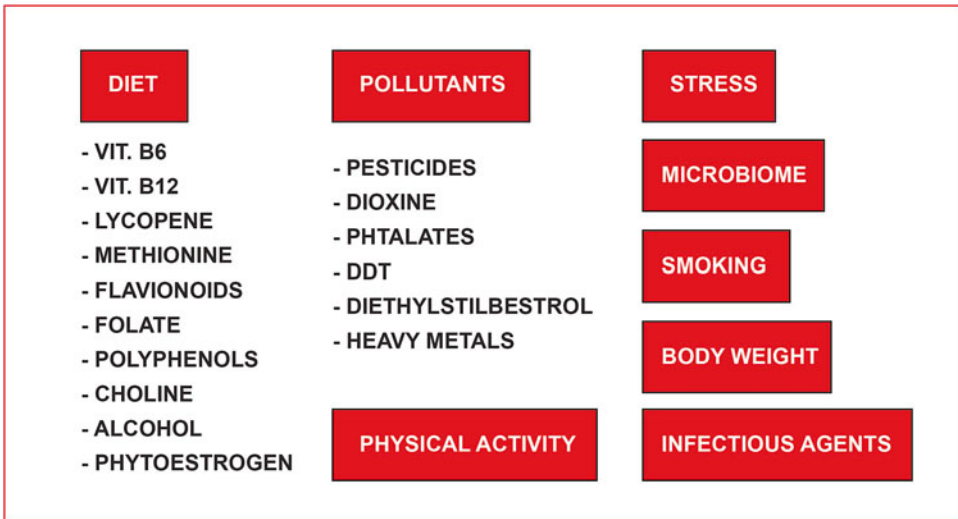 DIET
- VIT. B6
- VIT. B12
- LYCOPENE
- METHIONINE
- FLAVIONOIDS
- FOLATE
- POLYPHENOLS
- CHOLINE
- ALCOHOL
- PHYTOESTROGEN
POLLUTANTS
- PESTICIDES
- DIOXINE
- PHTALATES
- DDT
- DIETHYLSTILBESTROL
- HEAVY METALS
PHYSICAL ACTIVITY
STRESS
MICROBIOME
SMOKING
BODY WEIGHT
INFECTIOUS AGENTS